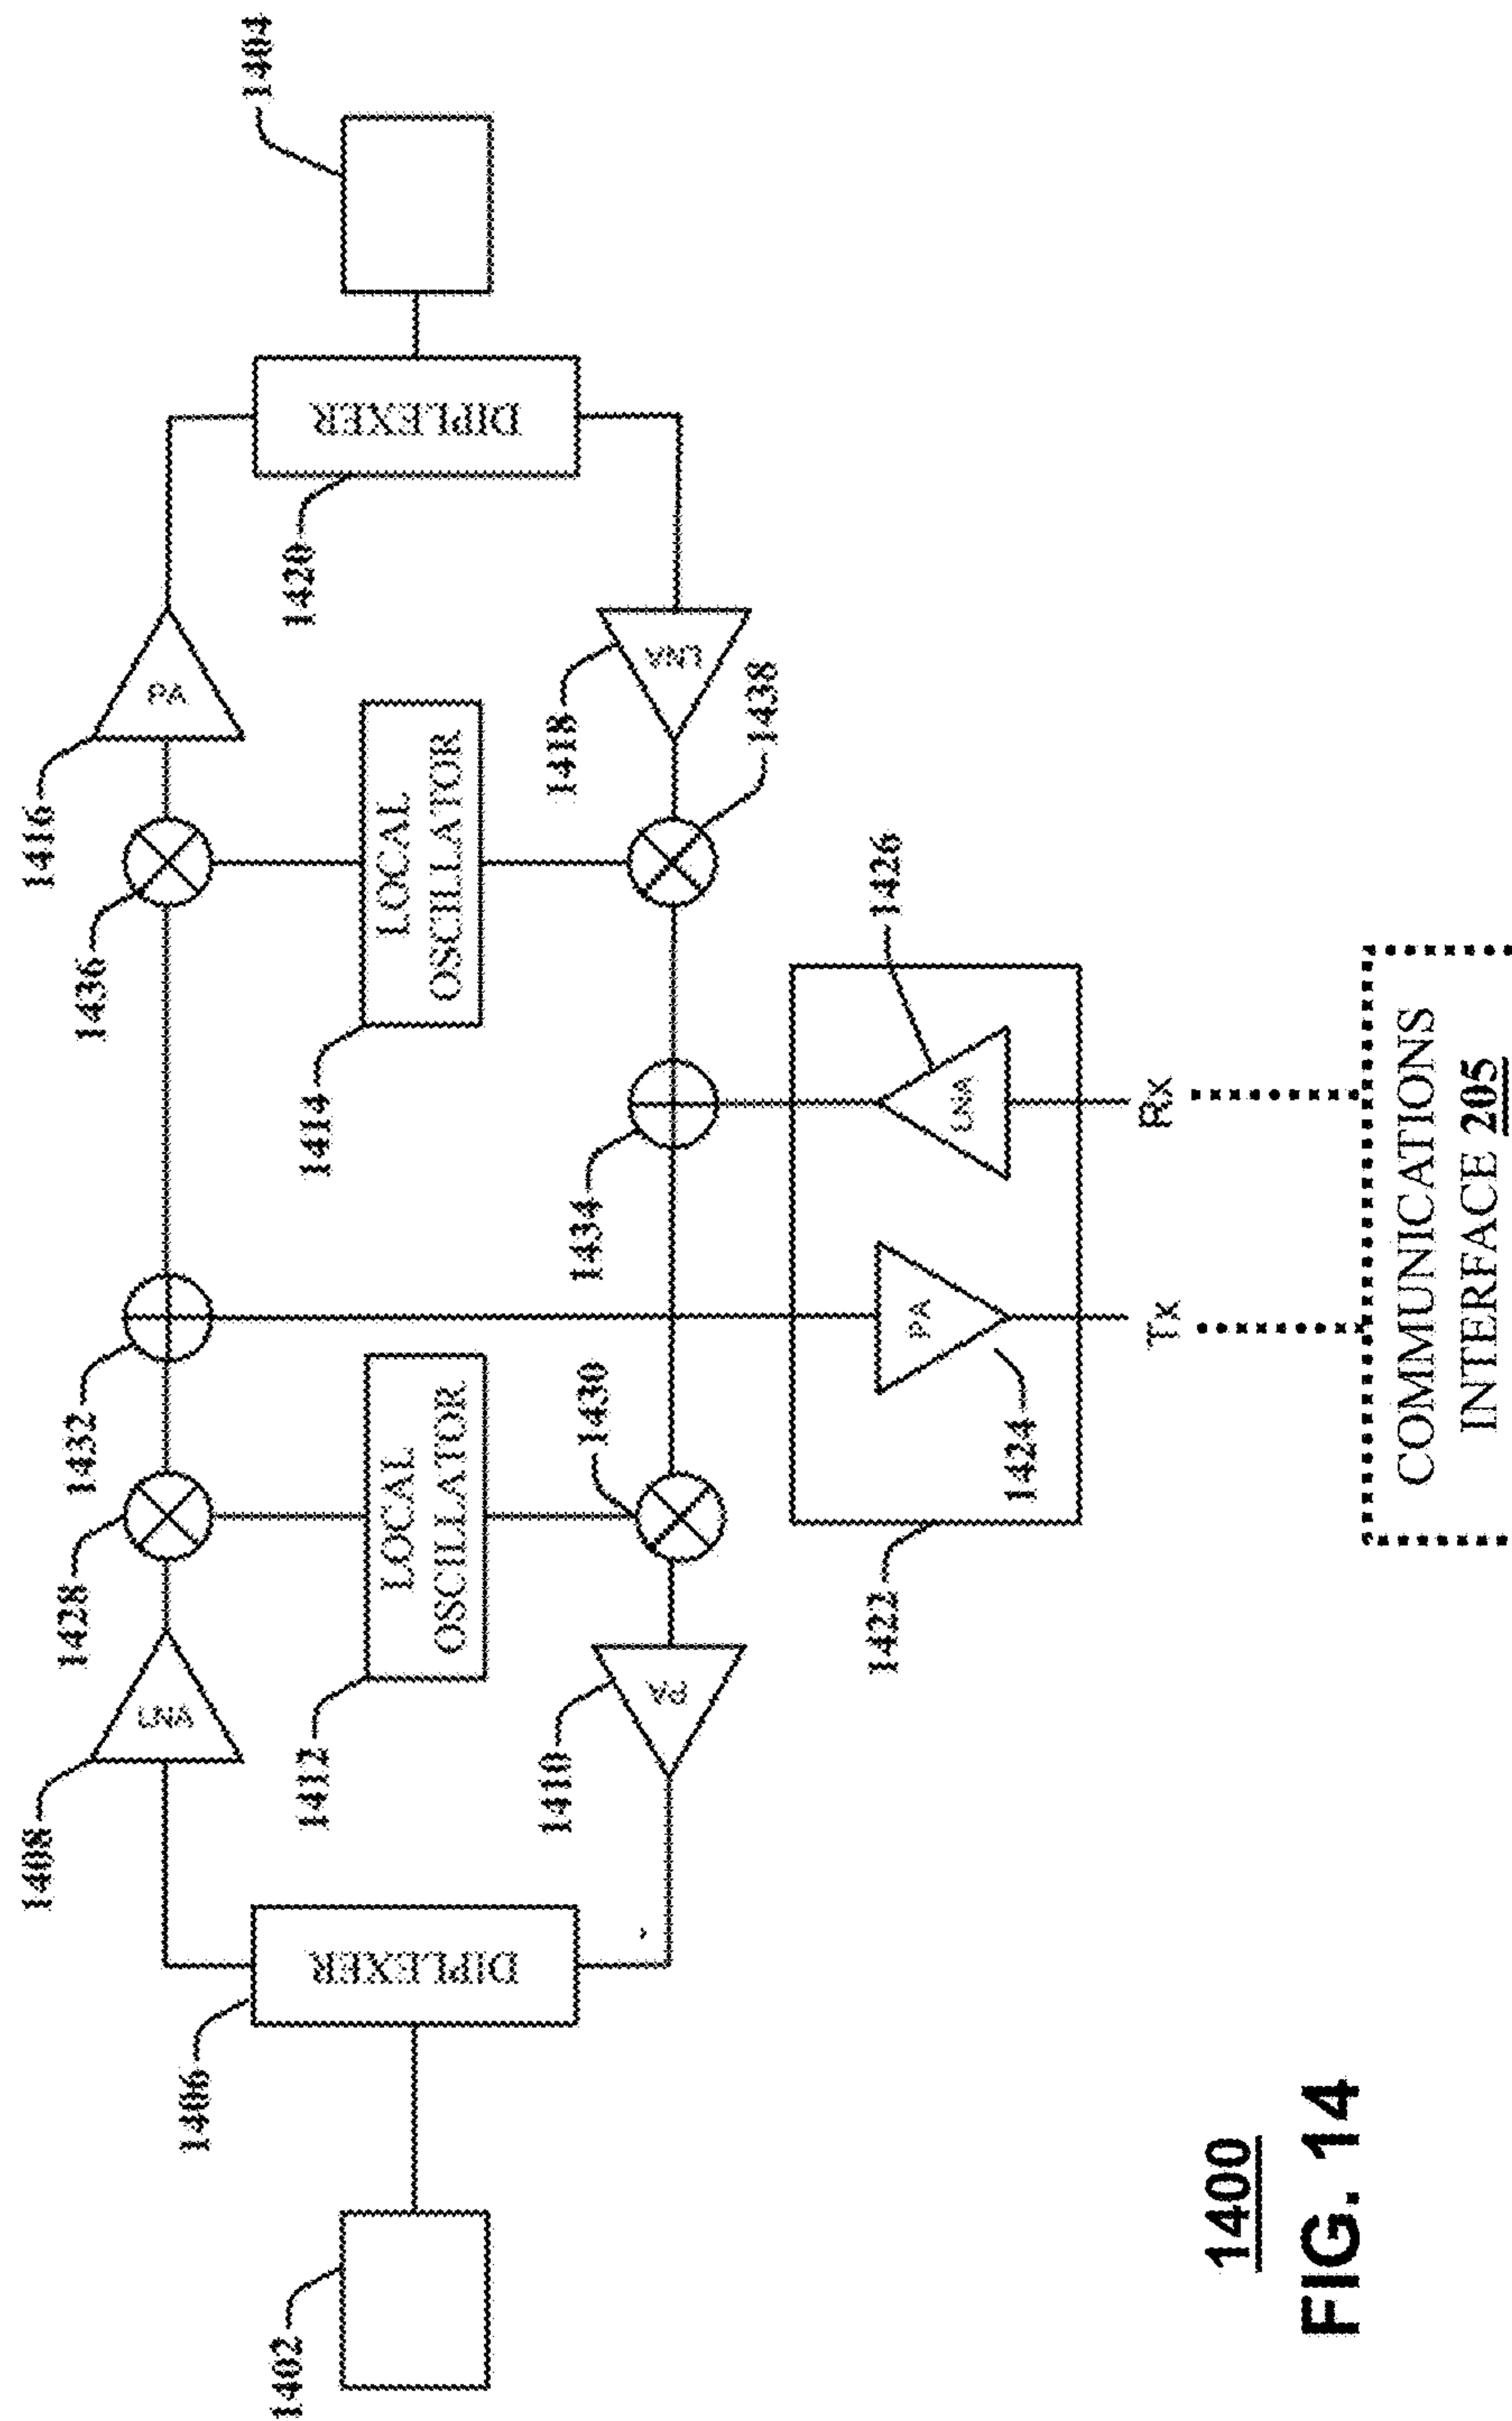 1408
LNA
1428
1432
1436
1416
PA
1404
1406
DIPLEXER
1412
LOCAL
OSCILLATOR
1414
LOCAL
OSCILLATOR
1420
DIPLEXER
1402
1410
PA
1430
1434
1418
LNA
1438
1422
1424
PA
LNA
1426
Tx
Rx
1400
FIG. 14
COMMUNICATIONS
INTERFACE 205